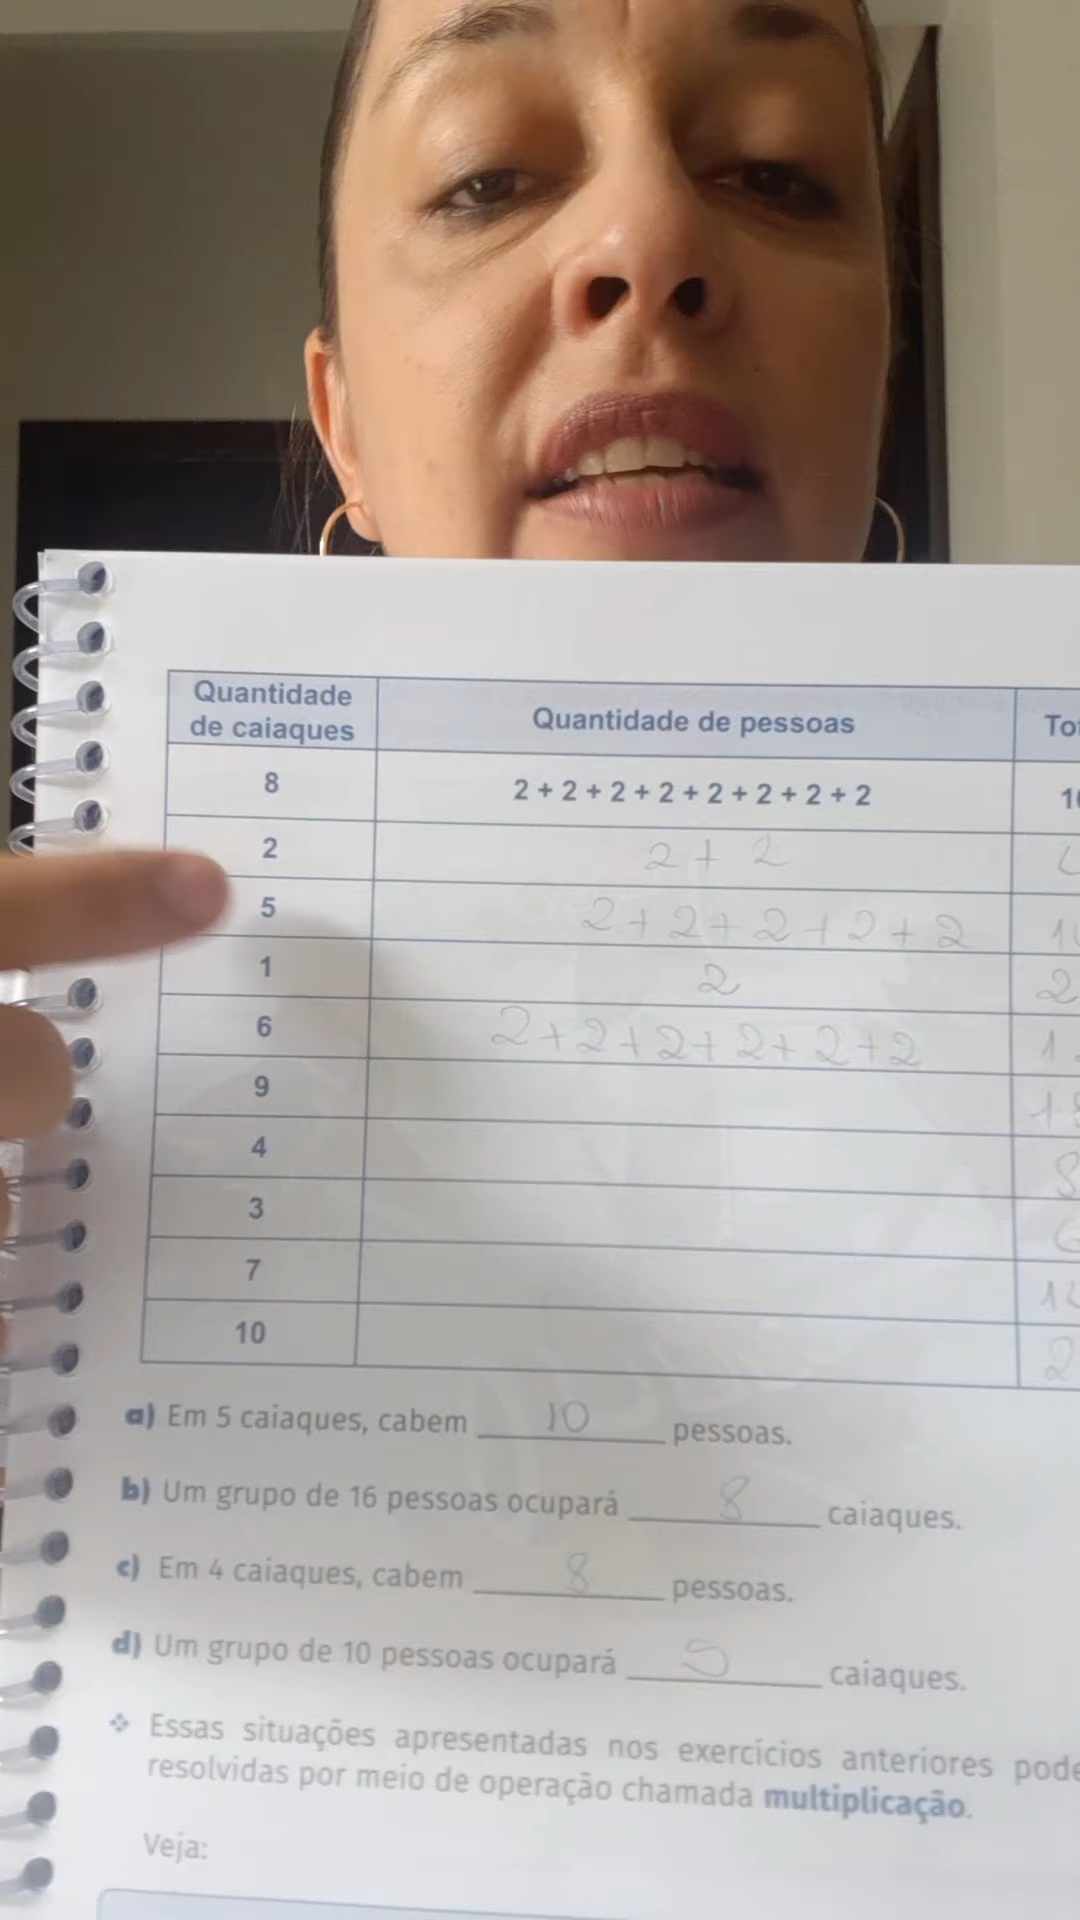 Quantidade de caiaques Quantidade de pessoas
8 2 + 2 + 2 + 2 + 2 + 2 + 2 + 2
2 2 + 2
5 2 + 2 + 2 + 2 + 2
1 2 2
6 2 + 2 + 2 + 2 + 2 + 2
9
4 8
3
7
10
a) Em 5 caiaques, cabem 10 pessoas.
b) Um grupo de 16 pessoas ocupará 8 caiaques.
c) Em 4 caiaques, cabem 8 pessoas.
d) Um grupo de 10 pessoas ocupará 5 caiaques.
❖ Essas situações apresentadas nos exercícios anteriores
resolvidas por meio de operação chamada multiplicação.
Veja: